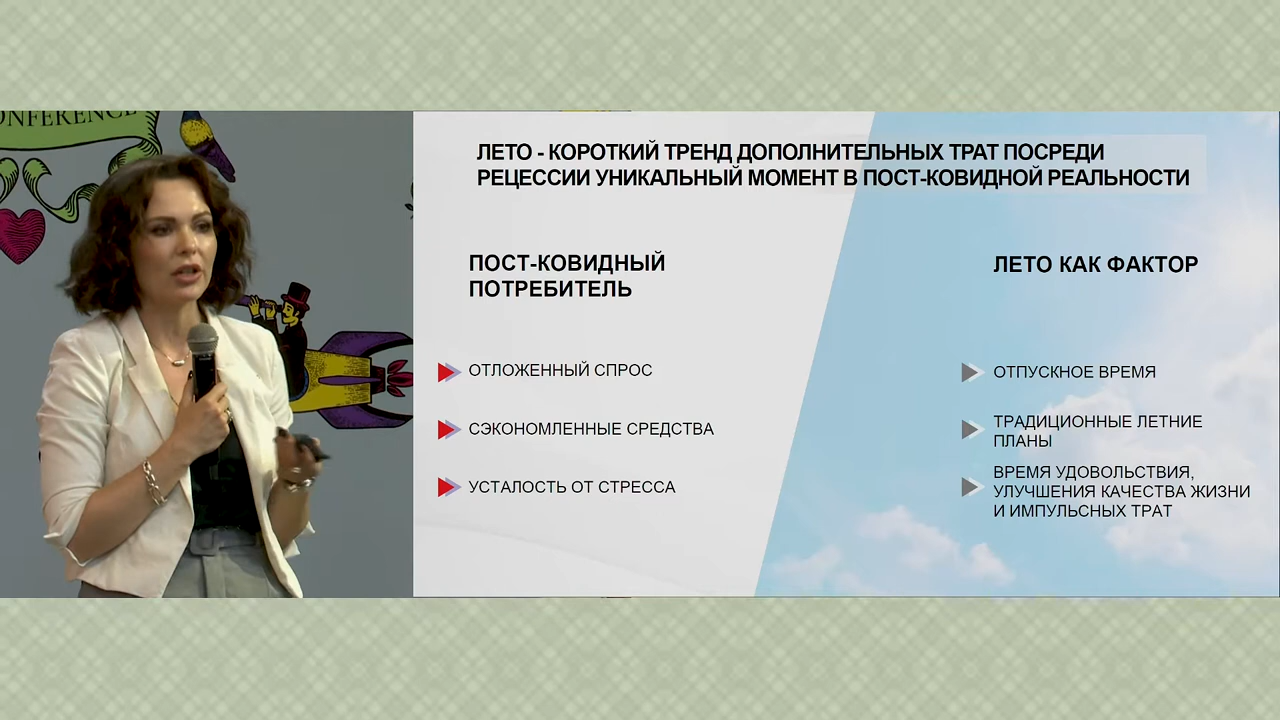 ЛЕТО - КОРОТКИЙ ТРЕНД ДОПОЛНИТЕЛЬНЫХ ТРАТ ПОСРЕДИ
РЕЦЕССИИ УНИКАЛЬНЫЙ МОМЕНТ В ПОСТ-КОВИДНОЙ РЕАЛЬНОСТИ
ПОСТ-КОВИДНЫЙ
ПОТРЕБИТЕЛЬ
ОТЛОЖЕННЫЙ СПРОС
СЭКОНОМЛЕННЫЕ СРЕДСТВА
УСТАЛОСТЬ ОТ СТРЕССА
ЛЕТО КАК ФАКТОР
ОТПУСКНОЕ ВРЕМЯ
ТРАДИЦИОННЫЕ ЛЕТНИЕ
ПЛАНЫ
ВРЕМЯ УДОВОЛЬСТВИЯ,
УЛУЧШЕНИЯ КАЧЕСТВА ЖИЗНИ
И ИМПУЛЬСНЫХ ТРАТ